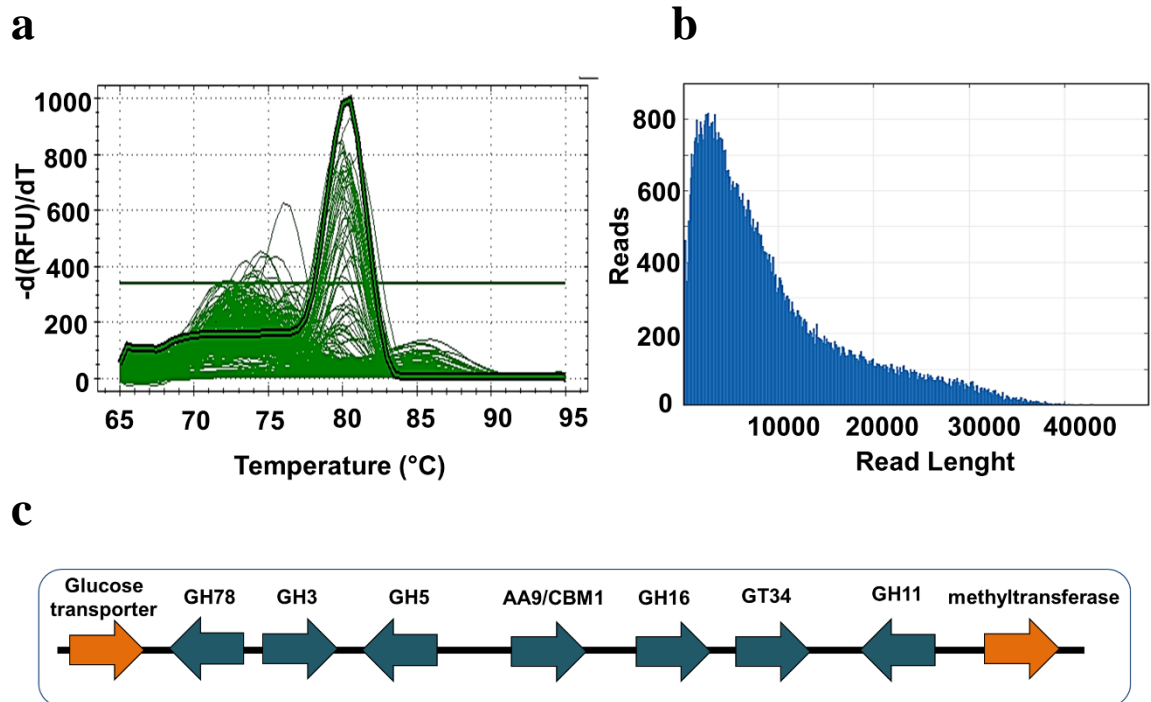 a
b
1000
800
600
400
200
0
-d(RFU)/dT
65 70 75 80 85 90 95
Temperature (°C)
800
600
400
200
0
Reads
10000 20000 30000 40000
Read Lenght
c
Glucose
transporter
GH78
GH3
GH5
AA9/CBM1
GH16
GT34
GH11
methyltransferase